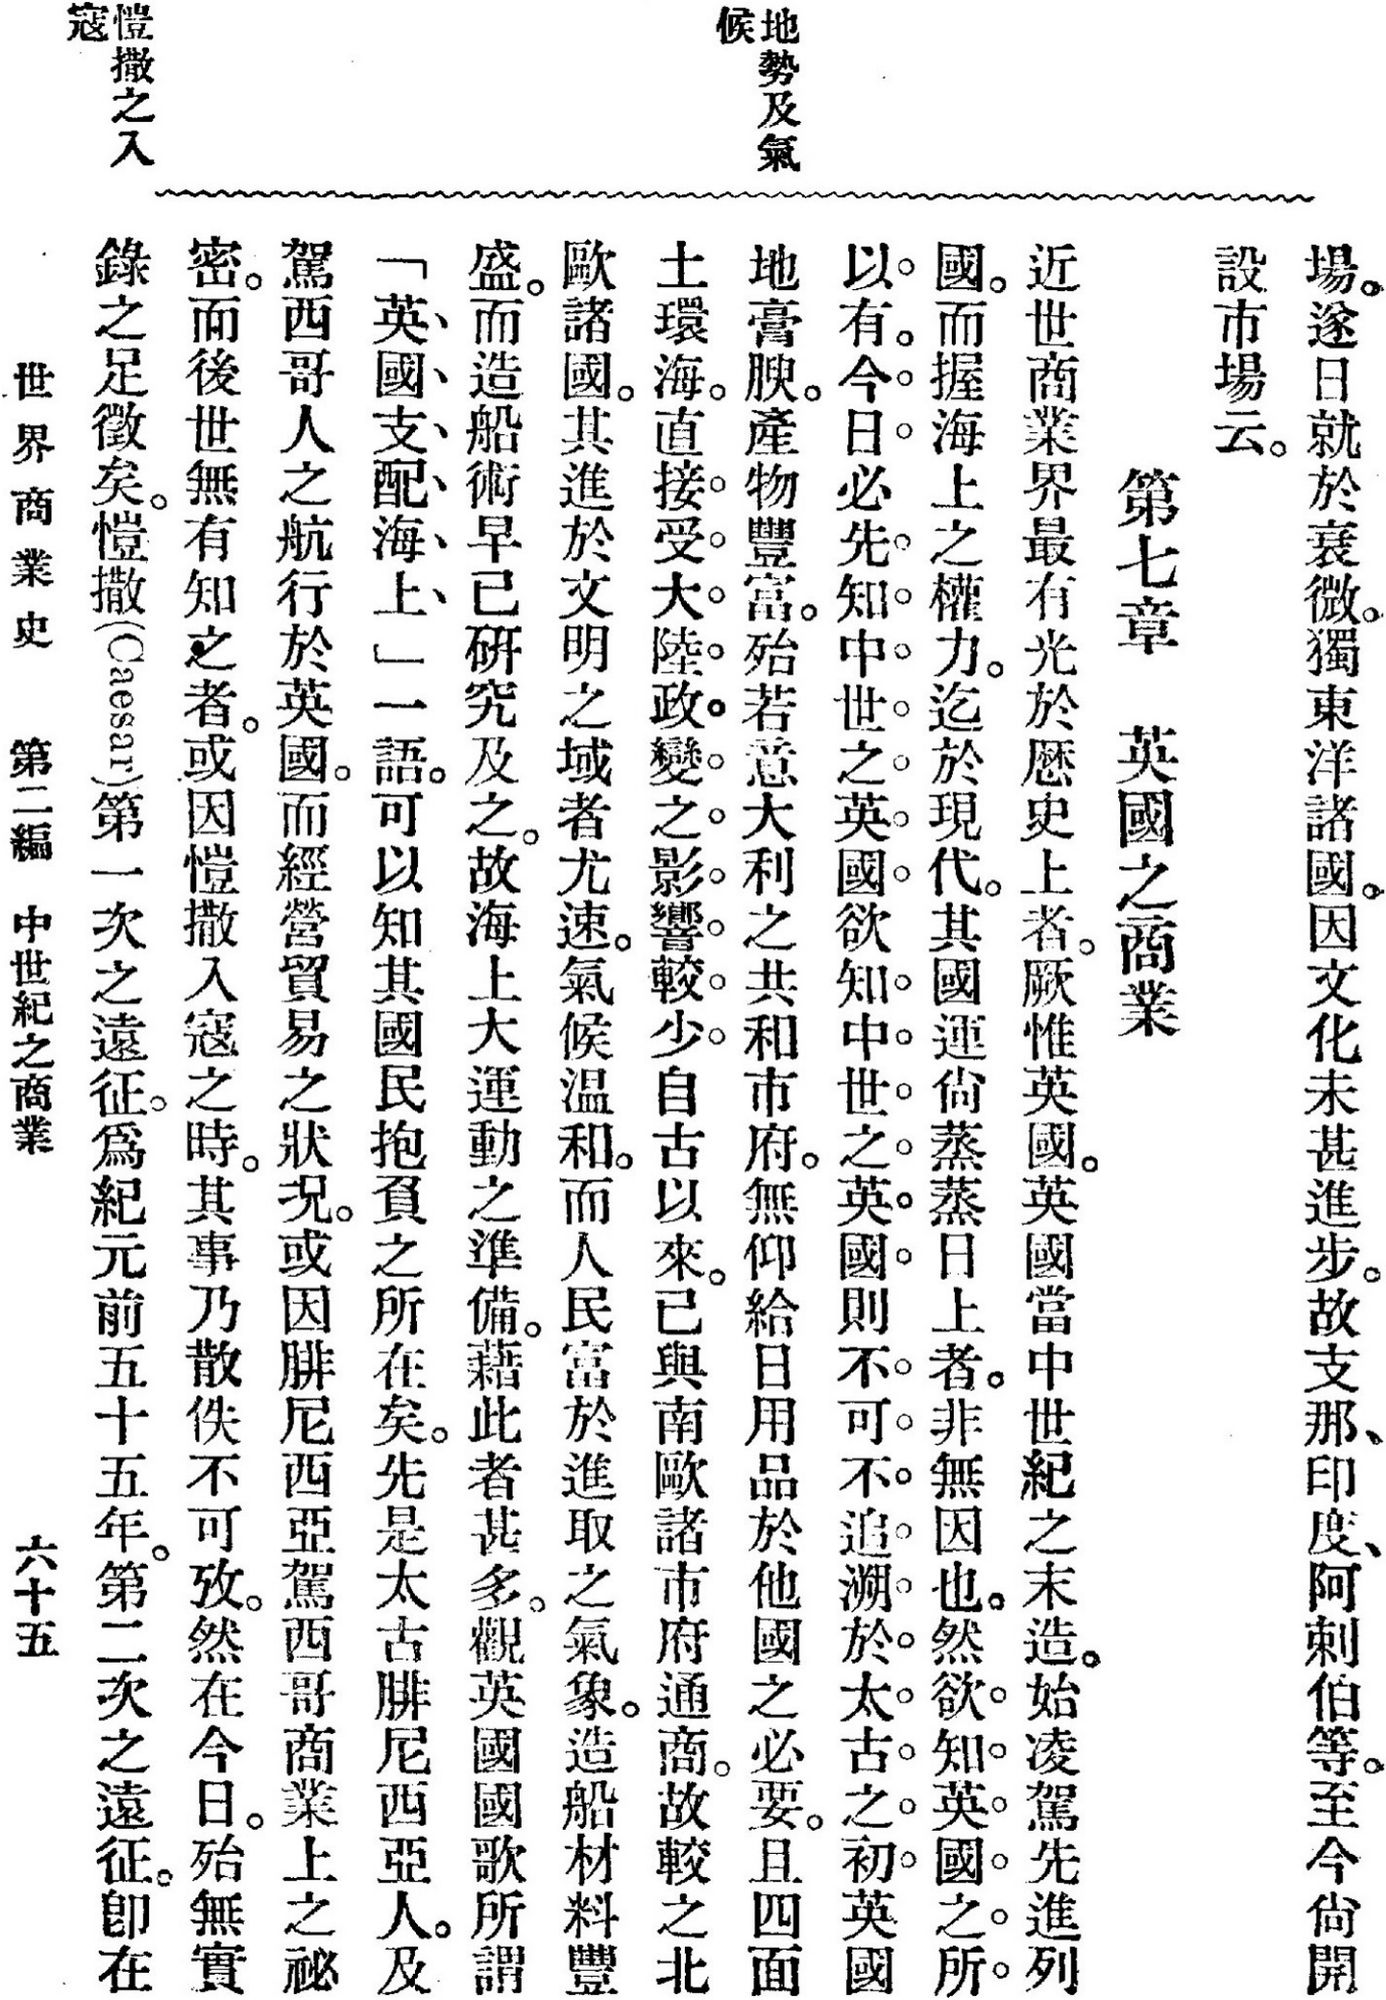 地勢及氣
候
愷撒之入
寇
場。遂日就於衰微。獨東洋諸國。因文化未甚進步。故支那、印度、阿剌伯等。至今尙開
設市場云。
第七章　英國之商業
近世商業界最有光於歷史上者。厥惟英國。英國當中世紀之末造。始凌駕先進列
國。而握海上之權力。迄於現代。其國運尙蒸蒸日上者。非無因也。然欲知英國之所
以有今日必先知中世之英國欲知中世之英國則不可不追溯於太古之初英國
地膏腴。產物豐富。殆若意大利之共和市府。無仰給日用品於他國之必要。且四面
土環海。直接受大陸政變之影響較少自古以來。已與南歐諸市府通商。故較之北
歐諸國。其進於文明之域者尤速。氣候温和。而人民富於進取之氣象。造船材料豐
盛。而造船術早已硏究及之。故海上大運動之準備。藉此者甚多。觀英國國歌所謂
「英、國、支、配、海、上、」一語。可以知其國民抱負之所在矣。先是太古腓尼西亞人。及
駕西哥人之航行於英國。而經營貿易之狀況。或因腓尼西亞駕西哥商業上之祕
密。而後世無有知之者。或因愷撒入寇之時。其事乃散佚不可攷。然在今日。殆無實
錄之足徵矣。愷撒(Caesar)第一次之遠征。爲紀元前五十五年。第二次之遠征。卽在
世界商業史　第二編　中世紀之商業　六十五